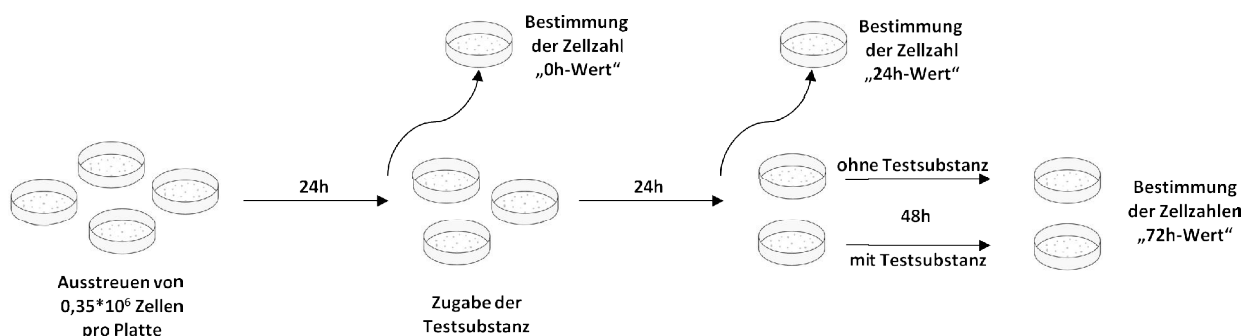 Ausstreuen von
0,35*10⁶ Zellen
pro Platte
24h
Bestimmung
der Zellzahl
„0h-Wert“
Zugabe der
Testsubstanz
24h
Bestimmung
der Zellzahl
„24h-Wert“
ohne Testsubstanz
48h
mit Testsubstanz
Bestimmung
der Zellzahlen
„72h-Wert“